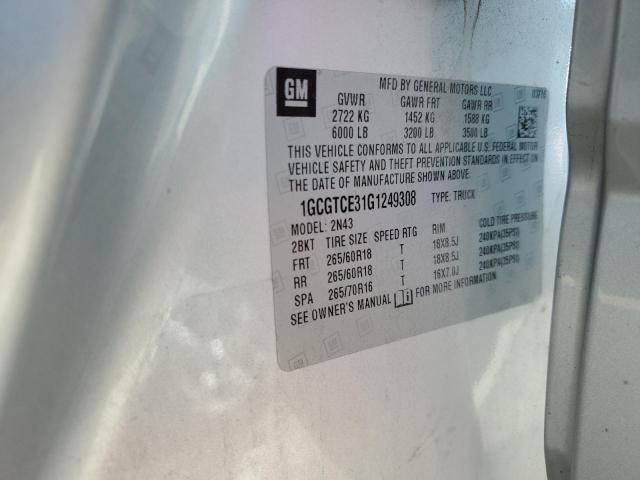 GM
MFD BY GENERAL MOTORS LLC 03/16
GVWR GAWR FRT GAWR RR
2722 KG 1452 KG 1588 KG
6000 LB 3200 LB 3500 LB
THIS VEHICLE CONFORMS TO ALL APPLICABLE U.S. FEDERAL MOTOR
VEHICLE SAFETY AND THEFT PREVENTION STANDARDS IN EFFECT ON
THE DATE OF MANUFACTURE SHOWN ABOVE.
1GCGTCE31G1249308 TYPE: TRUCK
MODEL: 2N43
2BKT TIRE SIZE SPEED RTG RIM COLD TIRE PRESSURE
FRT 265/60R18 T 18X8.5J 240KPA(35PSI)
RR 265/60R18 T 18X8.5J 240KPA(35PSI)
SPA 265/70R16 T 16X7.0J 240KPA(35PSI)
SEE OWNER'S MANUAL FOR MORE INFORMATION.